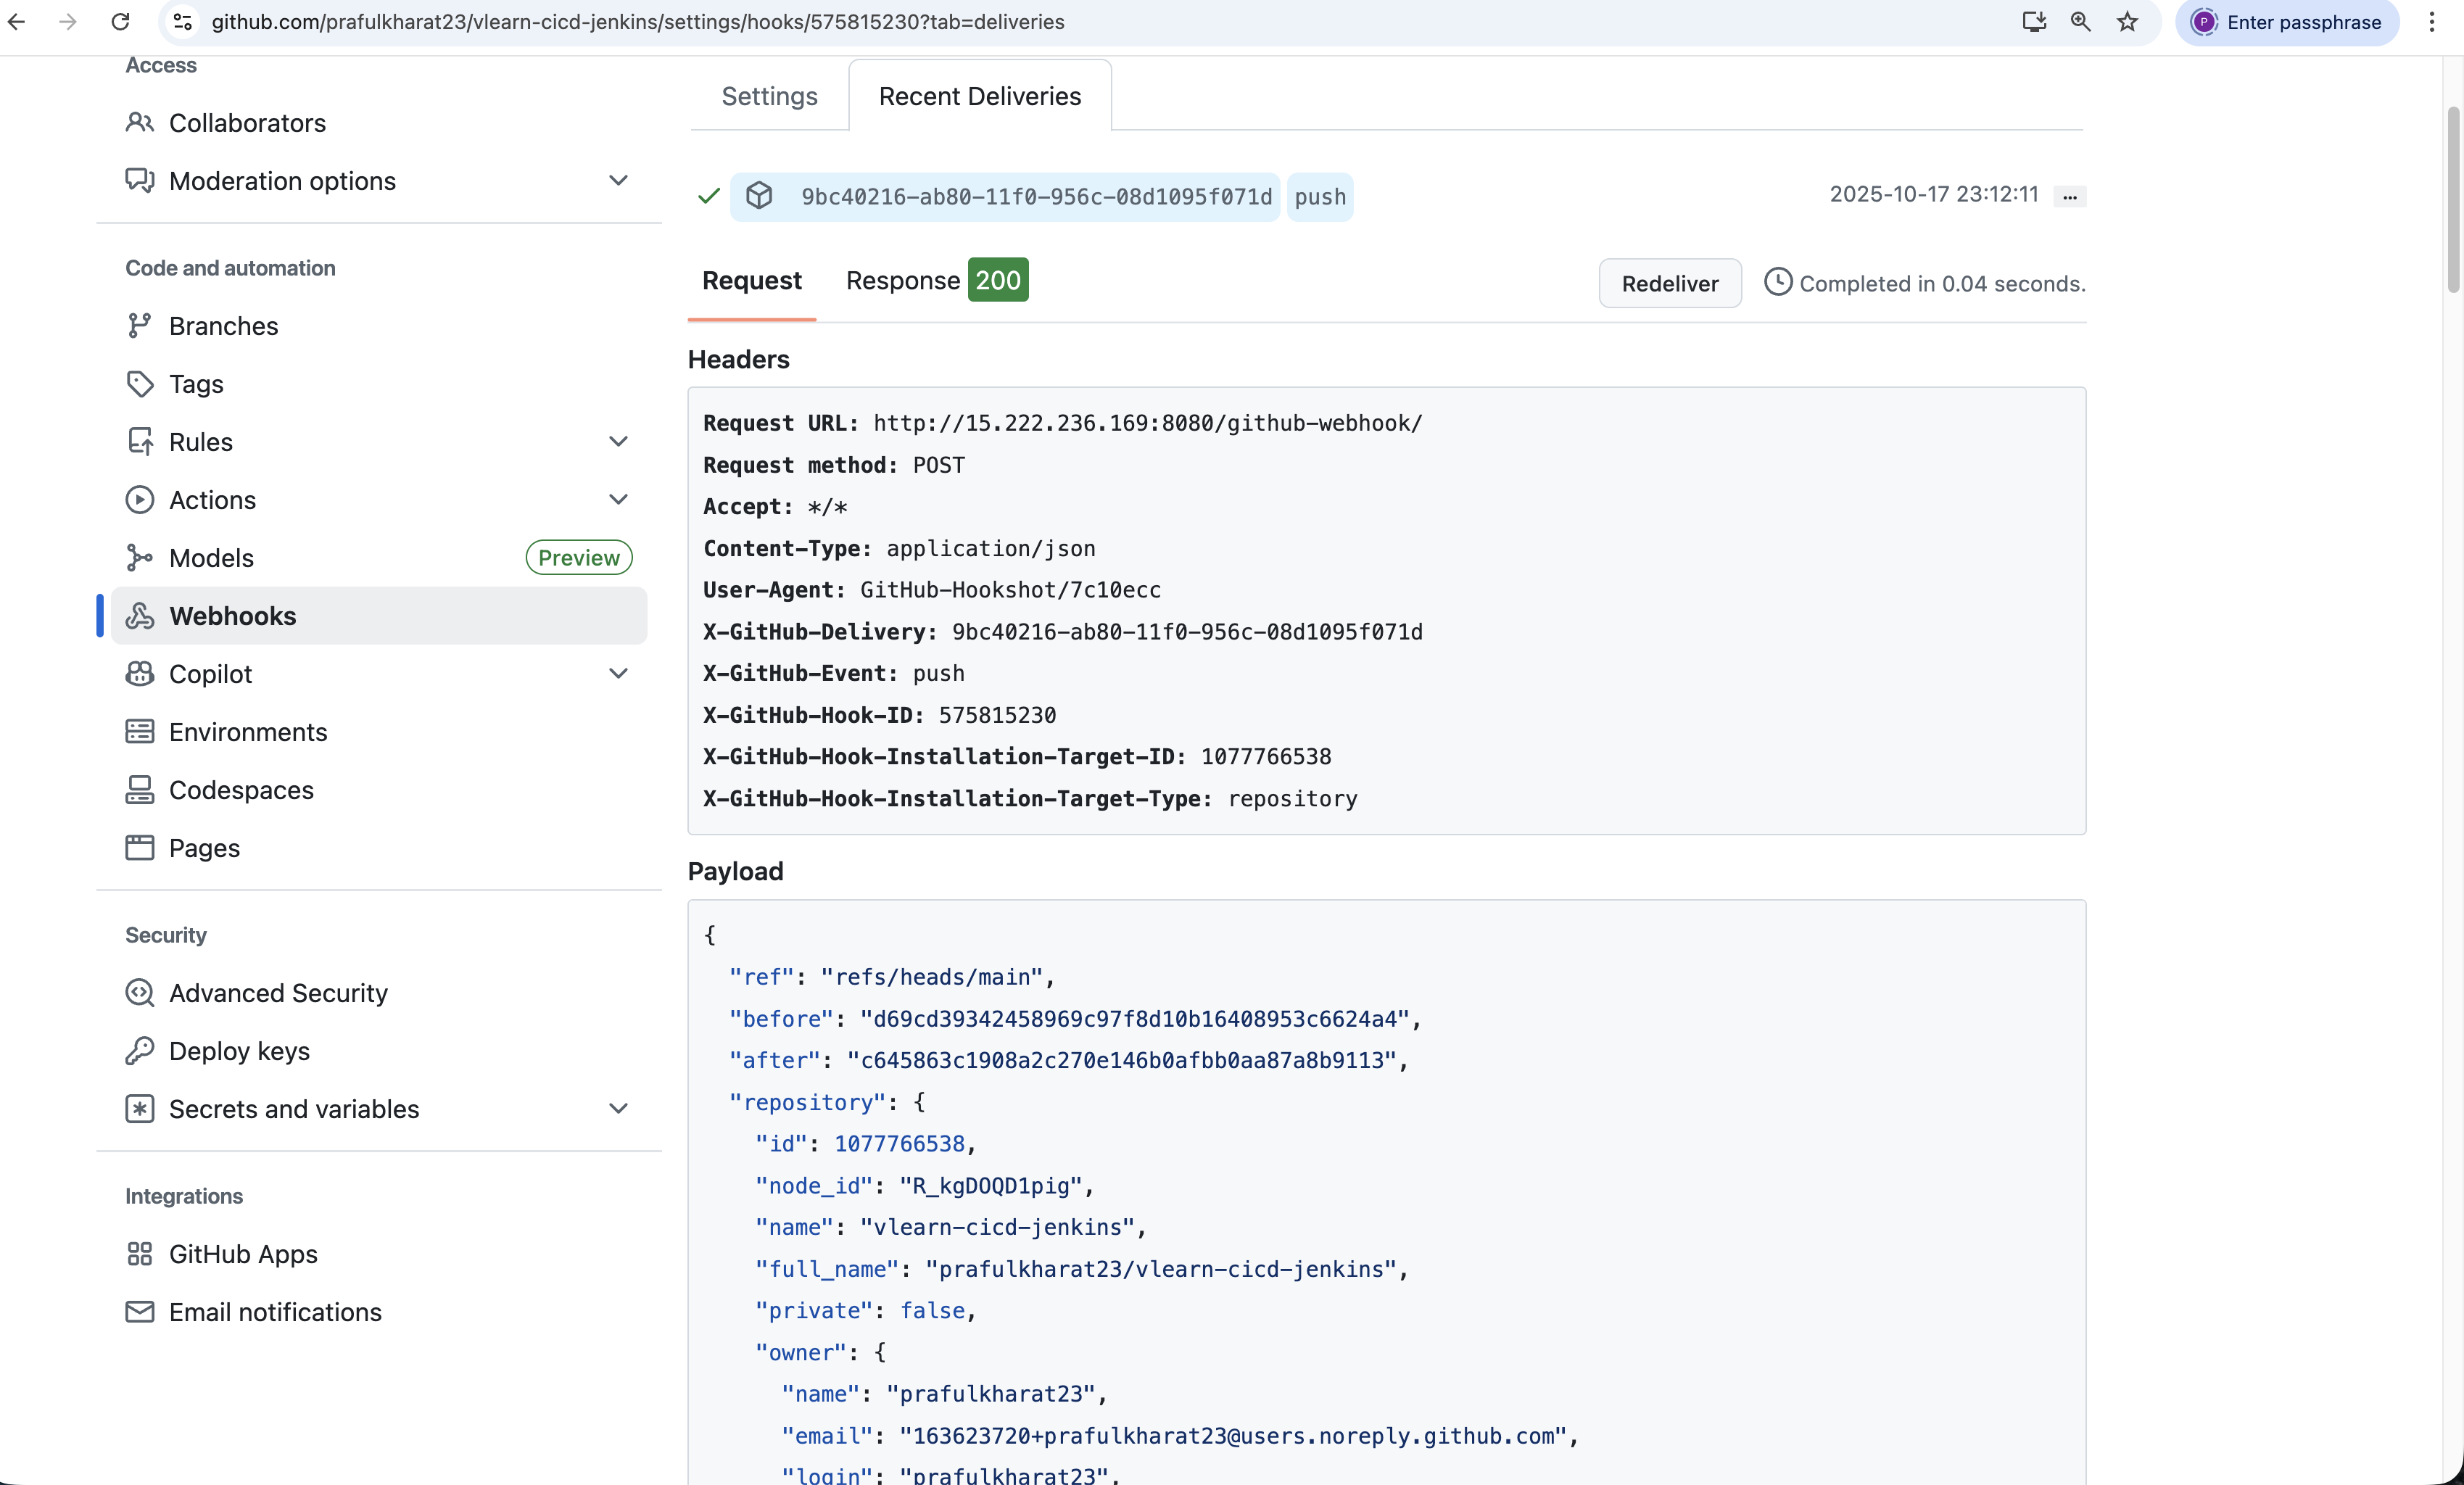 github.com/prafulkharat23/vlearn-cicd-jenkins/settings/hooks/575815230?tab=deliveries
P
Enter passphrase
Access
Collaborators
Moderation options
Code and automation
Branches
Tags
Rules
Actions
Models
Preview
Webhooks
Copilot
Environments
Codespaces
Pages
Security
Advanced Security
Deploy keys
Secrets and variables
Integrations
GitHub Apps
Email notifications
Settings
Recent Deliveries
9bc40216-ab80-11f0-956c-08d1095f071d push
2025-10-17 23:12:11 ...
Request
Response 200
Redeliver
Completed in 0.04 seconds.
Headers
Request URL: http://15.222.236.169:8080/github-webhook/
Request method: POST
Accept: */*
Content-Type: application/json
User-Agent: GitHub-Hookshot/7c10ecc
X-GitHub-Delivery: 9bc40216-ab80-11f0-956c-08d1095f071d
X-GitHub-Event: push
X-GitHub-Hook-ID: 575815230
X-GitHub-Hook-Installation-Target-ID: 1077766538
X-GitHub-Hook-Installation-Target-Type: repository
Payload
{
"ref": "refs/heads/main",
"before": "d69cd39342458969c97f8d10b16408953c6624a4",
"after": "c645863c1908a2c270e146b0afbb0aa87a8b9113",
"repository": {
"id": 1077766538,
"node_id": "R_kgDOQD1pig",
"name": "vlearn-cicd-jenkins",
"full_name": "prafulkharat23/vlearn-cicd-jenkins",
"private": false,
"owner": {
"name": "prafulkharat23",
"email": "163623720+prafulkharat23@users.noreply.github.com",
"login": "prafulkharat23",